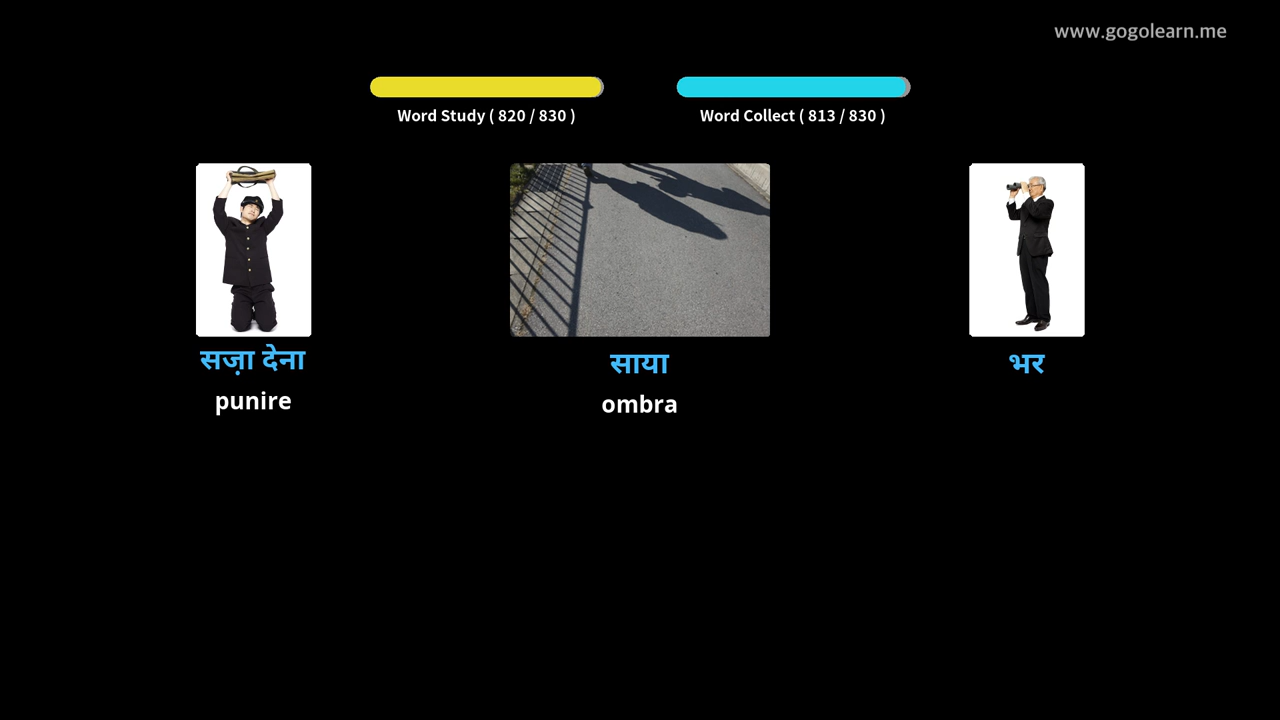 www.gogolearn.me
Word Study ( 820 / 830 )
Word Collect ( 813 / 830 )
सज़ा देना
साया
भर
punire
ombra